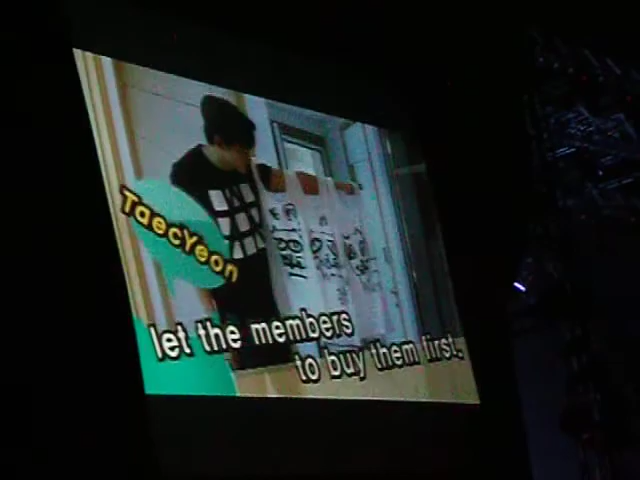 TaecYeon
let the members
to buy them first.